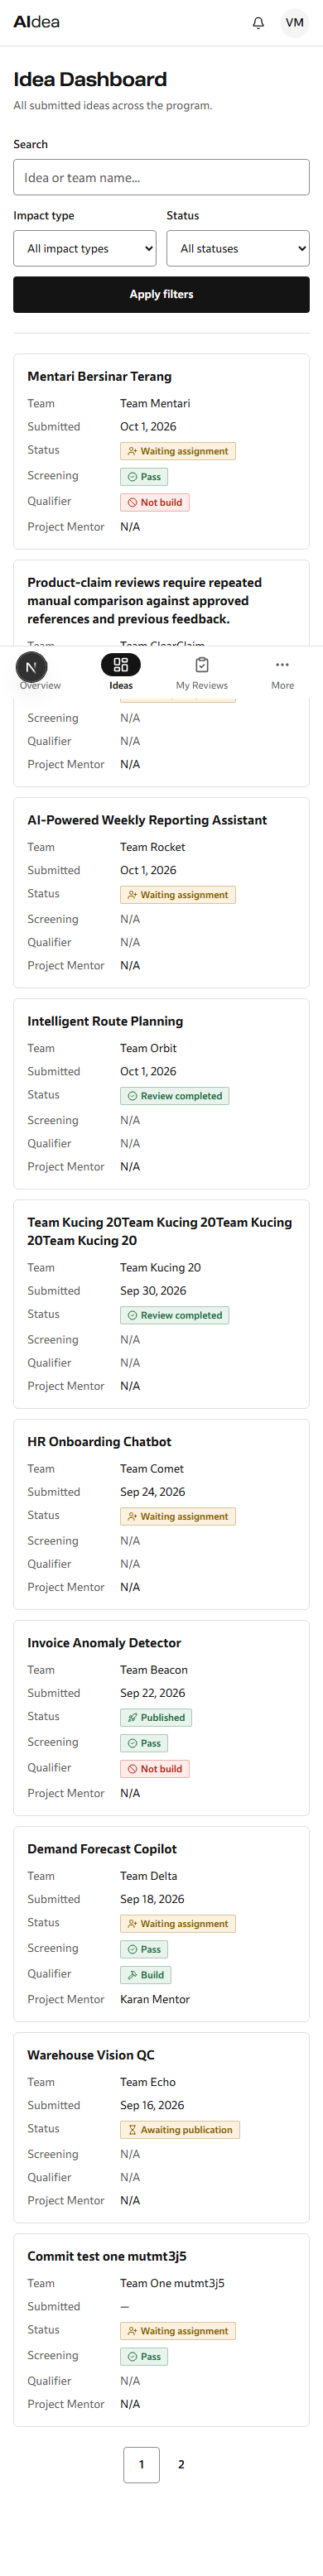 AIdea
VM
Idea Dashboard
All submitted ideas across the program.
Search
Idea or team name...
Impact type Status
All impact types All statuses
Apply filters
Mentari Bersinar Terang
Team Team Mentari
Submitted Oct 1, 2026
Status Waiting assignment
Screening Pass
Qualifier Not build
Project Mentor N/A
Product-claim reviews require repeated
manual comparison against approved
references and previous feedback.
Team Team ClearClaim
N
Overview Ideas My Reviews More
Screening N/A
Qualifier N/A
Project Mentor N/A
AI-Powered Weekly Reporting Assistant
Team Team Rocket
Submitted Oct 1, 2026
Status Waiting assignment
Screening N/A
Qualifier N/A
Project Mentor N/A
Intelligent Route Planning
Team Team Orbit
Submitted Oct 1, 2026
Status Review completed
Screening N/A
Qualifier N/A
Project Mentor N/A
Team Kucing 20Team Kucing 20Team Kucing
20Team Kucing 20
Team Team Kucing 20
Submitted Sep 30, 2026
Status Review completed
Screening N/A
Qualifier N/A
Project Mentor N/A
HR Onboarding Chatbot
Team Team Comet
Submitted Sep 24, 2026
Status Waiting assignment
Screening N/A
Qualifier N/A
Project Mentor N/A
Invoice Anomaly Detector
Team Team Beacon
Submitted Sep 22, 2026
Status Published
Screening Pass
Qualifier Not build
Project Mentor N/A
Demand Forecast Copilot
Team Team Delta
Submitted Sep 18, 2026
Status Waiting assignment
Screening Pass
Qualifier Build
Project Mentor Karan Mentor
Warehouse Vision QC
Team Team Echo
Submitted Sep 16, 2026
Status Awaiting publication
Screening N/A
Qualifier N/A
Project Mentor N/A
Commit test one mutmt3j5
Team Team One mutmt3j5
Submitted —
Status Waiting assignment
Screening Pass
Qualifier N/A
Project Mentor N/A
1 2